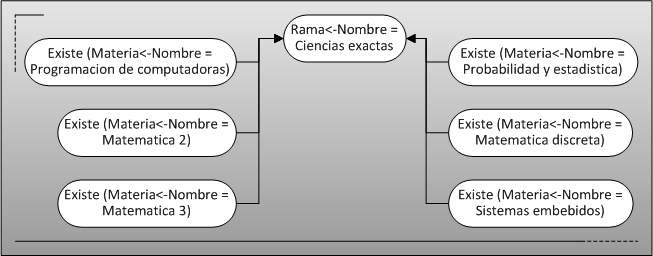 Rama<-Nombre =
Ciencias exactas
Existe (Materia<-Nombre =
Programacion de computadoras)
Existe (Materia<-Nombre =
Probabilidad y estadistica)
Existe (Materia<-Nombre =
Matematica 2)
Existe (Materia<-Nombre =
Matematica discreta)
Existe (Materia<-Nombre =
Matematica 3)
Existe (Materia<-Nombre =
Sistemas embebidos)